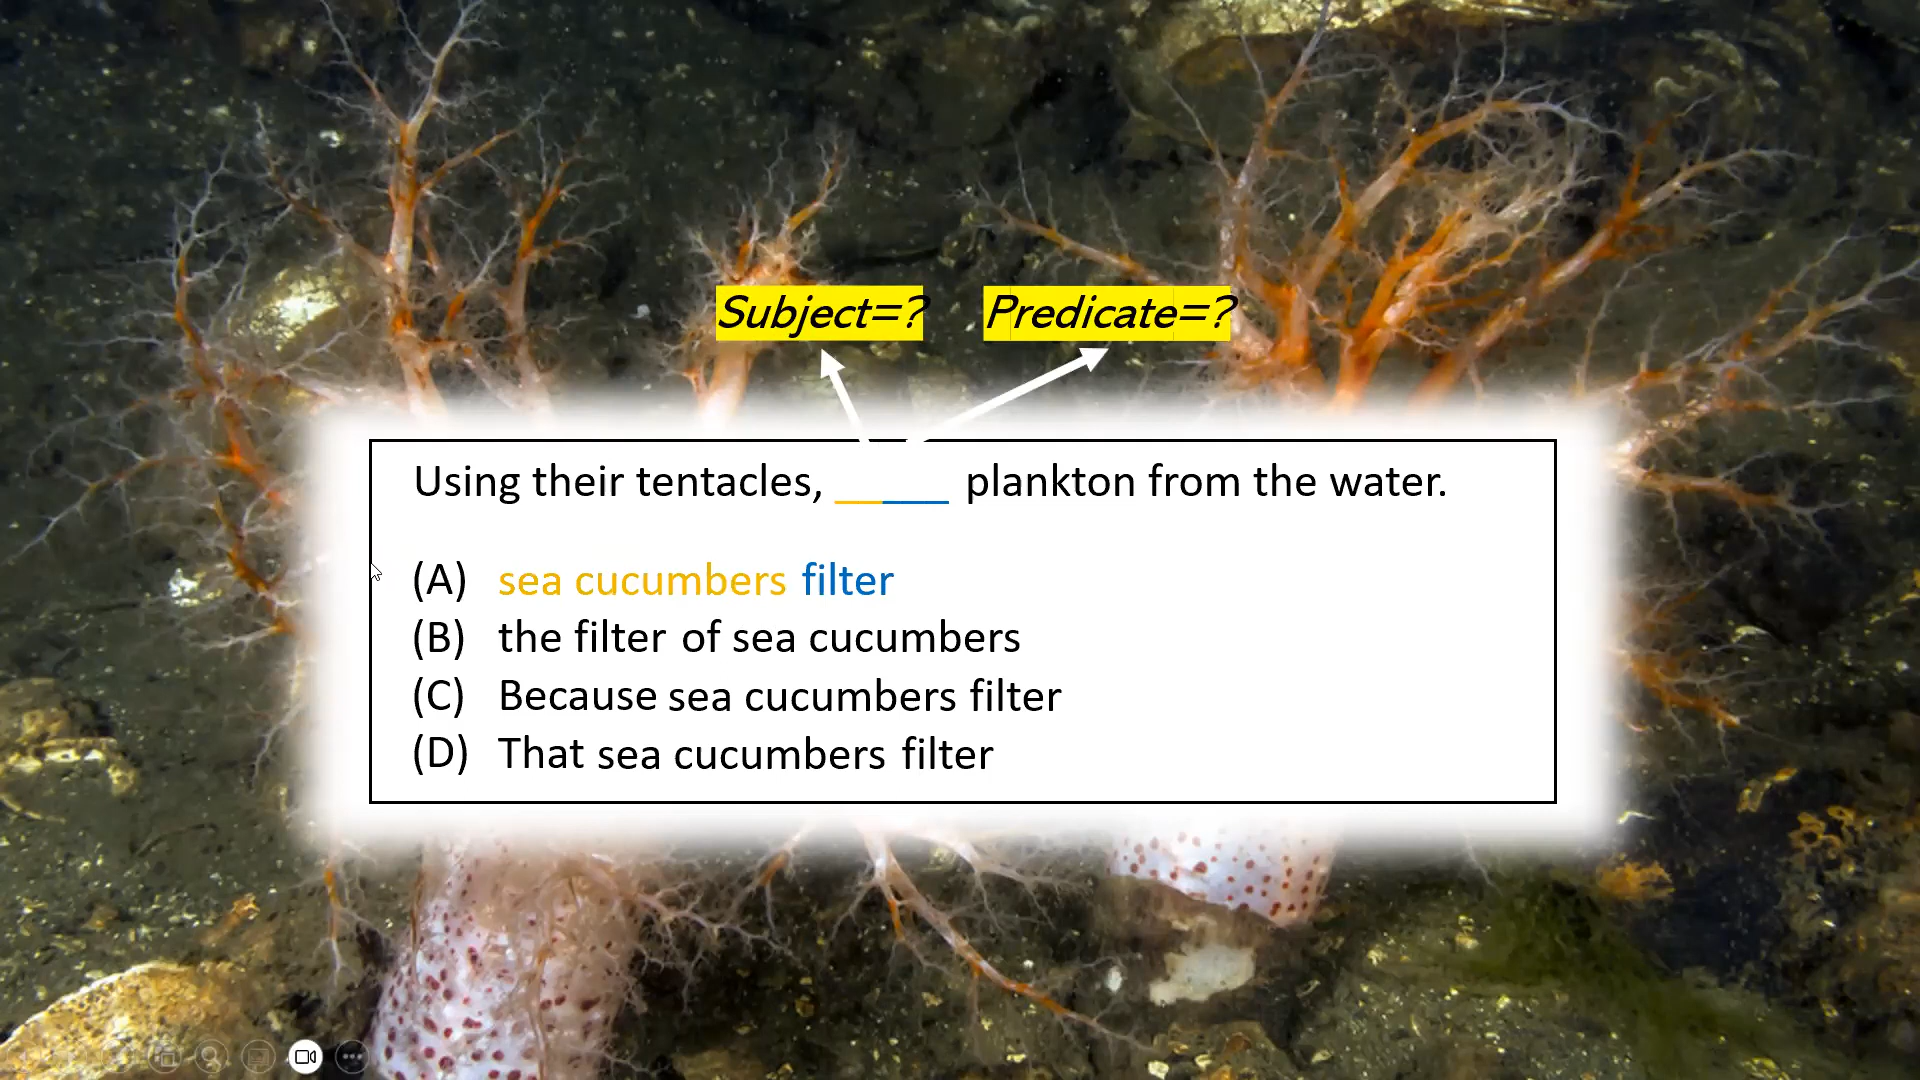 Subject=? Predicate=?
Using their tentacles, _____ plankton from the water.
(A) sea cucumbers filter
(B) the filter of sea cucumbers
(C) Because sea cucumbers filter
(D) That sea cucumbers filter